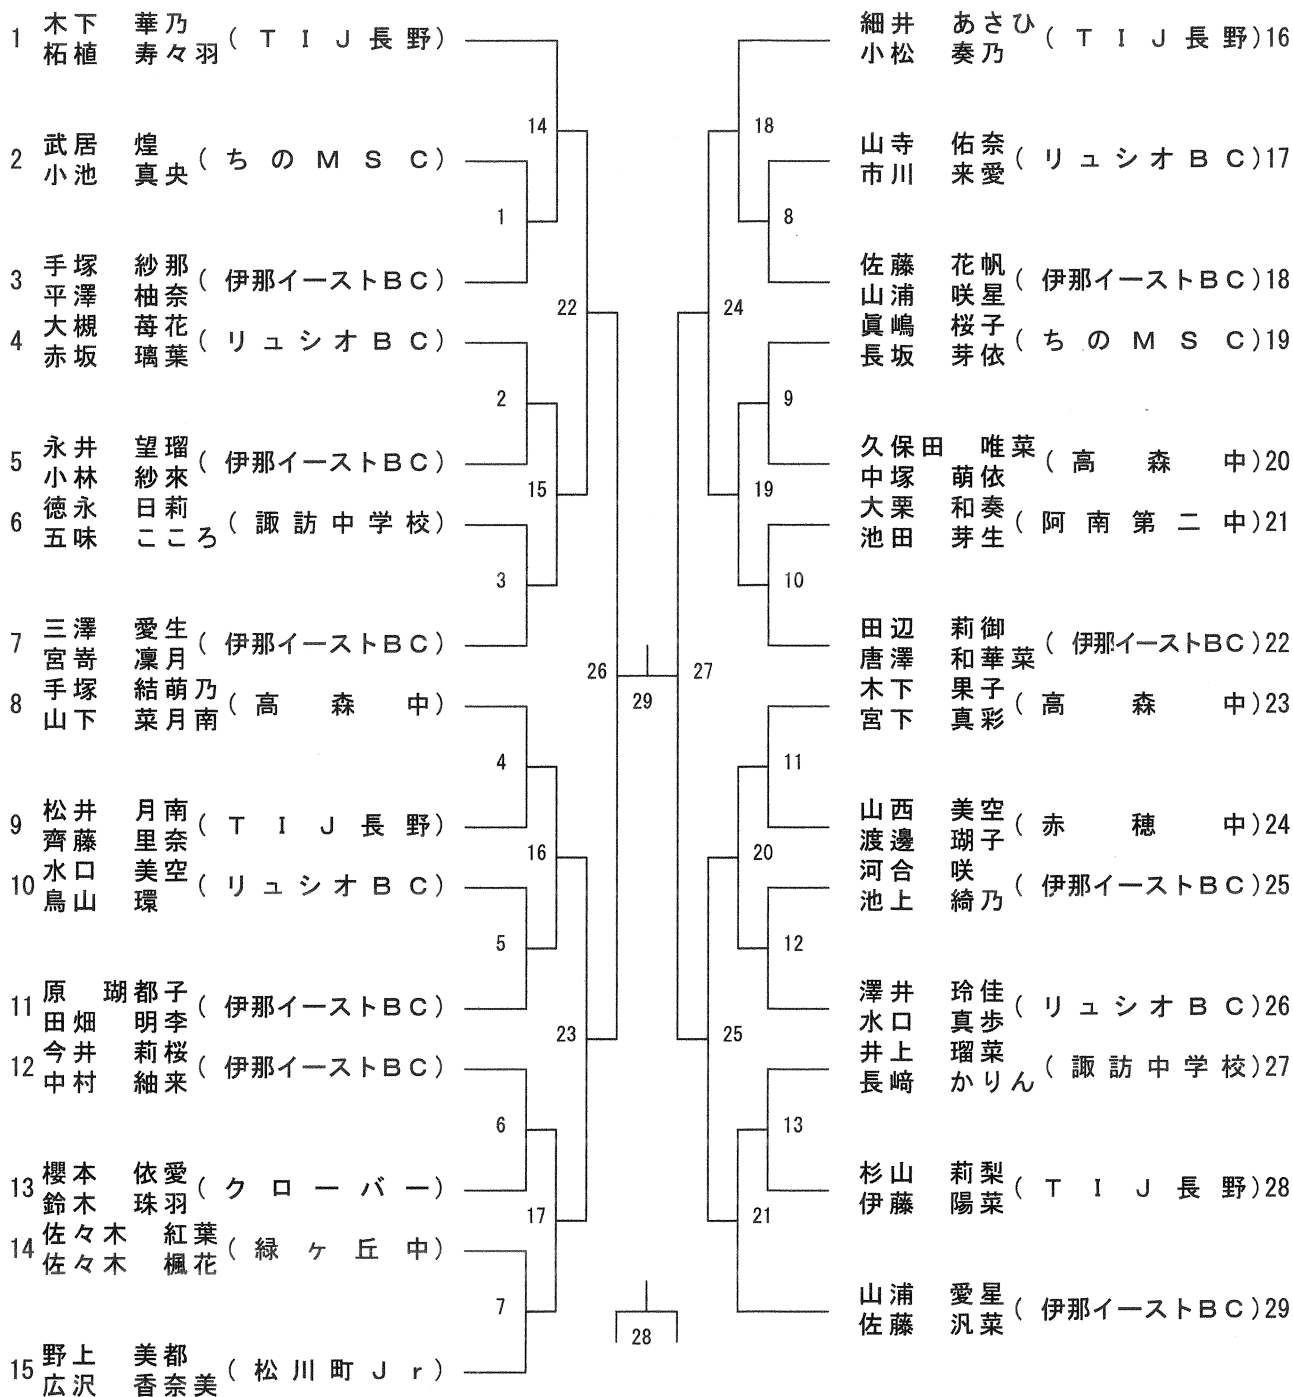 1 木下 華乃 (TIJ長野)
柘植 寿々羽
2 武居 煌 (ちのMSC)
小池 真央
3 手塚 紗那 (伊那イーストBC)
平澤 柚奈
4 大槻 苺花 (リュシオBC)
赤坂 璃葉
5 永井 望瑠 (伊那イーストBC)
小林 紗來
6 徳永 日莉 (諏訪中学校)
五味 こころ
7 三澤 愛生 (伊那イーストBC)
宮嵜 凜月
8 手塚 結萌乃 (高森中)
山下 菜月南
9 松井 月南 (TIJ長野)
齊藤 里奈
10 水口 美空 (リュシオBC)
鳥山 環
11 原 瑚都子 (伊那イーストBC)
田畑 明李
12 今井 莉桜 (伊那イーストBC)
中村 紬来
13 櫻本 依愛 (クローバー)
鈴木 珠羽
14 佐々木 紅葉 (緑ヶ丘中)
佐々木 楓花
15 野上 美都 (松川町Jr)
広沢 香奈美
14
1
22
2
15
3
26
4
16
5
23
6
17
7
29
28
27
18
8
24
9
19
10
11
20
12
25
13
21
細井 あさひ (TIJ長野)16
小松 奏乃
山寺 佑奈 (リュシオBC)17
市川 来愛
佐藤 花帆 (伊那イーストBC)18
山浦 咲星
眞嶋 桜子 (ちのMSC)19
長坂 芽依
久保田 唯菜 (高森中)20
中塚 萌依
大栗 和奏 (阿南第二中)21
池田 芽生
田辺 莉御 (伊那イーストBC)22
唐澤 和華菜
木下 果子 (高森中)23
宮下 真彩
山西 美空 (赤穂中)24
渡邊 瑚子
河合 咲 (伊那イーストBC)25
池上 綺乃
澤井 玲佳 (リュシオBC)26
水口 真歩
井上 瑠菜 (諏訪中学校)27
長﨑 かりん
杉山 莉梨 (TIJ長野)28
伊藤 陽菜
山浦 愛星 (伊那イーストBC)29
佐藤 汎菜